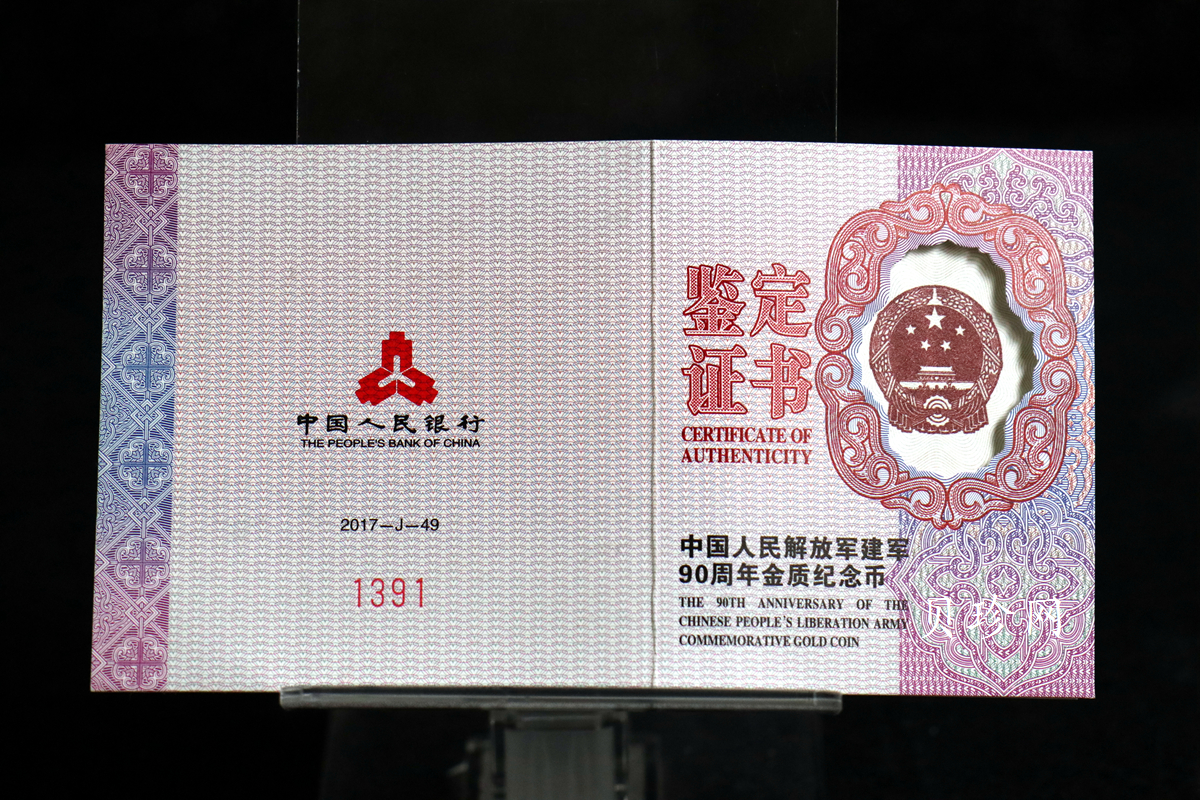 中国人民银行
THE PEOPLE'S BANK OF CHINA
2017—J—49
1391
鉴定
证书
CERTIFICATE OF
AUTHENTICITY
中国人民解放军建军
90周年金质纪念币
THE 90TH ANNIVERSARY OF THE
CHINESE PEOPLE'S LIBERATION ARMY
COMMEMORATIVE GOLD COIN
贝珍网